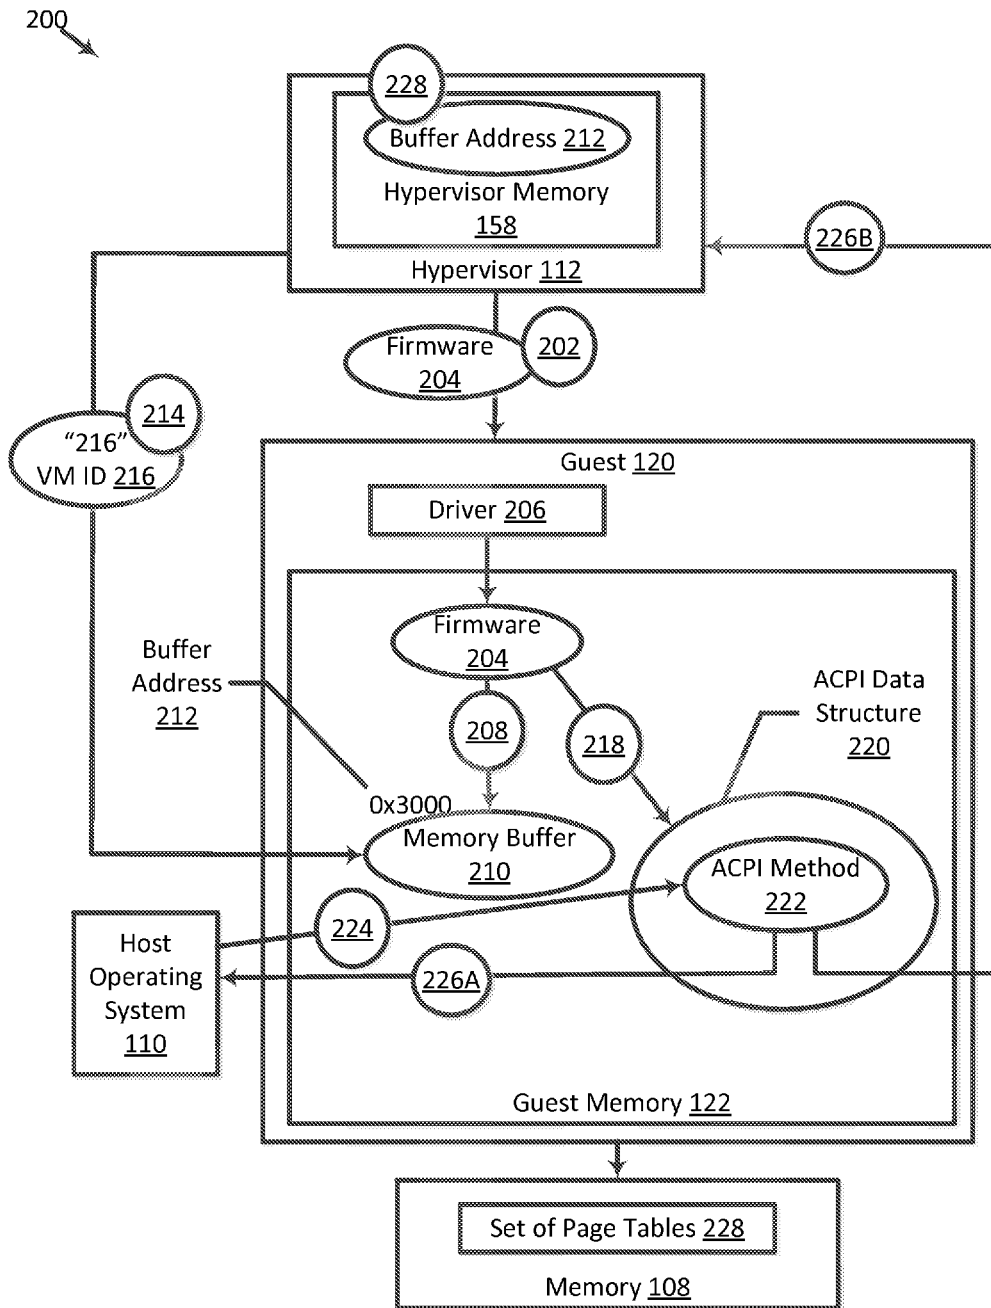 200
228
Buffer Address 212
Hypervisor Memory
158
Hypervisor 112
226B
Firmware
204
202
214
"216"
VM ID 216
Guest 120
Driver 206
Firmware
204
Buffer
Address
212
208
218
ACPI Data
Structure
220
0x3000
Memory Buffer
210
ACPI Method
222
224
Host
Operating
System
110
226A
Guest Memory 122
Set of Page Tables 228
Memory 108